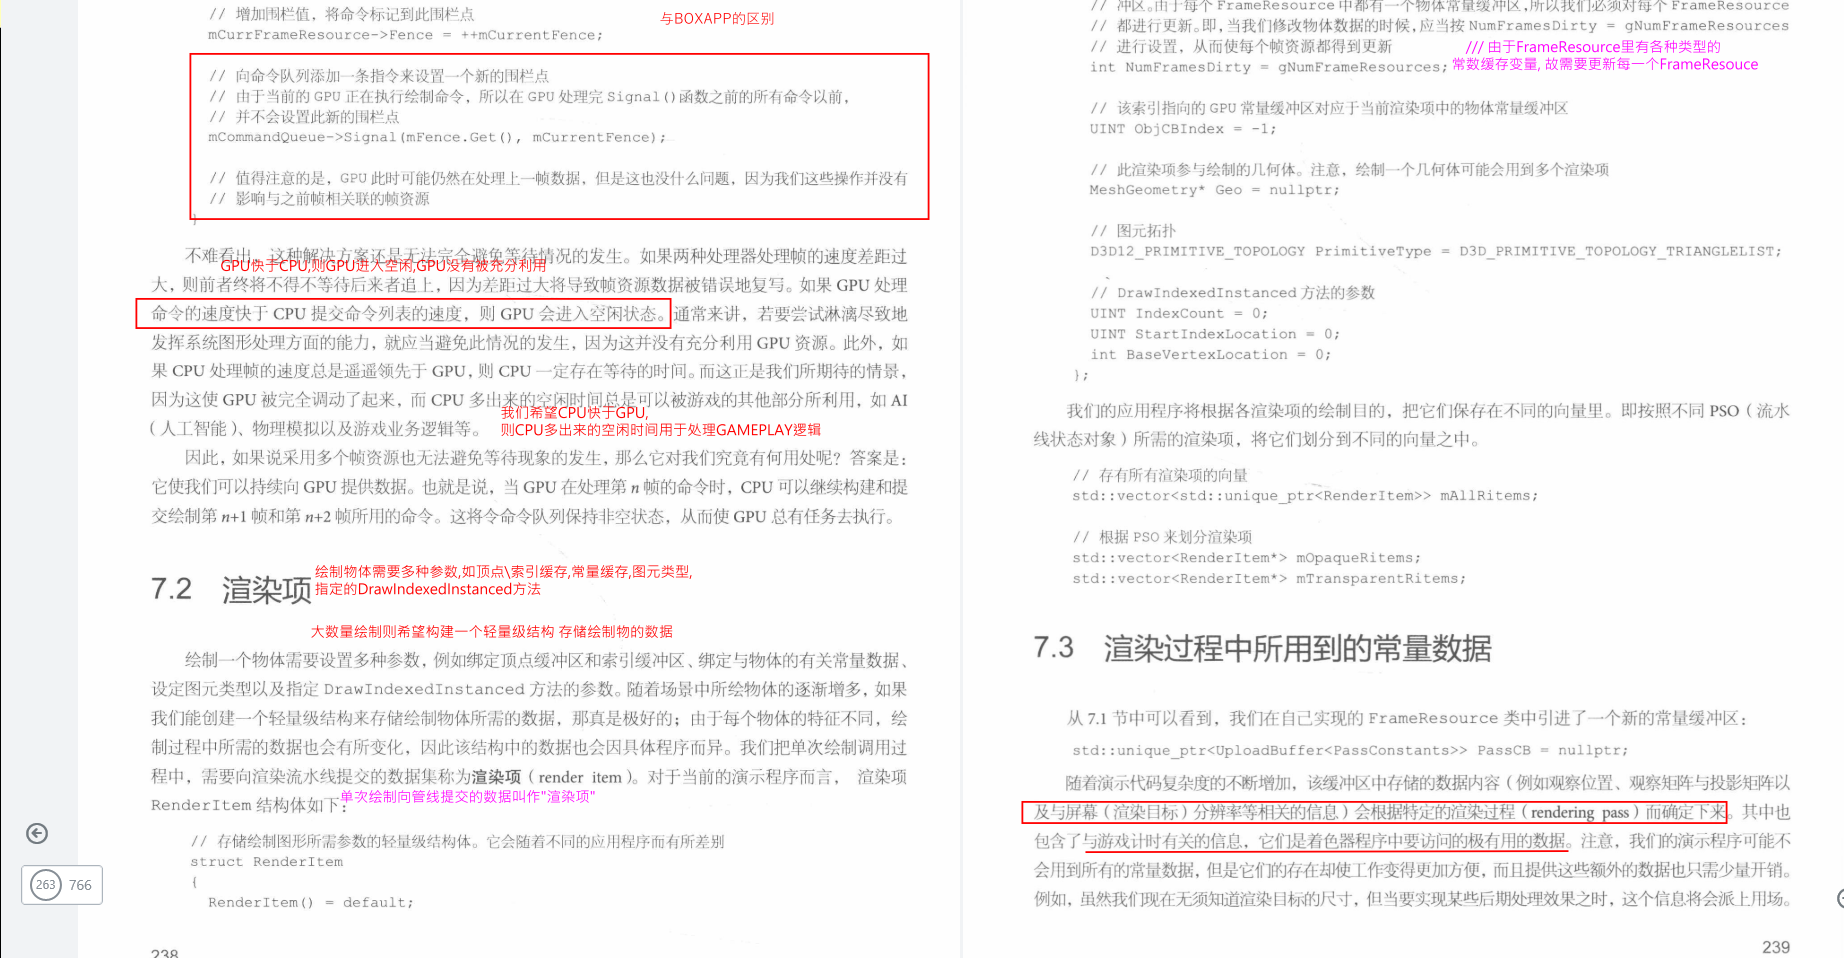 // 增加围栏值，将命令标记到此围栏点
与BOXAPP的区别
mCurrFrameResource->Fence = ++mCurrentFence;
// 向命令队列添加一条指令来设置一个新的围栏点
// 由于当前的 GPU 正在执行绘制命令，所以在 GPU 处理完 Signal()函数之前的所有命令以前，
// 并不会设置此新的围栏点
mCommandQueue->Signal(mFence.Get(), mCurrentFence);
// 值得注意的是，GPU 此时可能仍然在处理上一帧数据，但是这也没什么问题，因为我们这些操作并没有
// 影响与之前帧相关联的帧资源
}
不难看出，这种解决方案还是无法完全避免等待情况的发生。如果两种处理器处理帧的速度差距过
GPU快于CPU,则GPU进入空闲,GPU没有被充分利用
大，则前者终将不得不等待后来者追上，因为差距过大将导致帧资源数据被错误地复写。如果 GPU 处理
命令的速度快于 CPU 提交命令列表的速度，则 GPU 会进入空闲状态。通常来讲，若要尝试淋漓尽致地
发挥系统图形处理方面的能力，就应当避免此情况的发生，因为这并没有充分利用 GPU 资源。此外，如
果 CPU 处理帧的速度总是遥遥领先于 GPU，则 CPU 一定存在等待的时间。而这正是我们所期待的情景，
因为这使 GPU 被完全调动了起来，而 CPU 多出来的空闲时间总是可以被游戏的其他部分所利用，如 AI
我们希望CPU快于GPU,
（人工智能）、物理模拟以及游戏业务逻辑等。
则CPU多出来的空闲时间用于处理GAMEPLAY逻辑
因此，如果说采用多个帧资源也无法避免等待现象的发生，那么它对我们究竟有何用处呢？答案是：
它使我们可以持续向 GPU 提供数据。也就是说，当 GPU 在处理第 n 帧的命令时，CPU 可以继续构建和提
交绘制第 n+1 帧和第 n+2 帧所用的命令。这将令命令队列保持非空状态，从而使 GPU 总有任务去执行。
7.2 渲染项
绘制物体需要多种参数,如顶点\索引缓存,常量缓存,图元类型,
指定的DrawIndexedInstanced方法
大数量绘制则希望构建一个轻量级结构 存储绘制物的数据
绘制一个物体需要设置多种参数，例如绑定顶点缓冲区和索引缓冲区、绑定与物体的有关常量数据、
设定图元类型以及指定 DrawIndexedInstanced 方法的参数。随着场景中所绘物体的逐渐增多，如果
我们能创建一个轻量级结构来存储绘制物体所需的数据，那真是极好的；由于每个物体的特征不同，绘
制过程中所需的数据也会有所变化，因此该结构中的数据也会因具体程序而异。我们把单次绘制调用过
程中，需要向渲染流水线提交的数据集称为渲染项（render item）。对于当前的演示程序而言， 渲染项
RenderItem 结构体如下：
单次绘制向管线提交的数据叫作"渲染项"
// 存储绘制图形所需参数的轻量级结构体。它会随着不同的应用程序而有所差别
struct RenderItem
{
RenderItem() = default;
238
263 766
// 冲区。由于每个 FrameResource 中都有一个物体常量缓冲区，所以我们必须对每个 FrameResource
// 都进行更新。即，当我们修改物体数据的时候，应当按 NumFramesDirty = gNumFrameResources
// 进行设置，从而使每个帧资源都得到更新
/// 由于FrameResource里有各种类型的
int NumFramesDirty = gNumFrameResources;
常数缓存变量, 故需要更新每一个FrameResouce
// 该索引指向的 GPU 常量缓冲区对应于当前渲染项中的物体常量缓冲区
UINT ObjCBIndex = -1;
// 此渲染项参与绘制的几何体。注意，绘制一个几何体可能会用到多个渲染项
MeshGeometry* Geo = nullptr;
// 图元拓扑
D3D12_PRIMITIVE_TOPOLOGY PrimitiveType = D3D_PRIMITIVE_TOPOLOGY_TRIANGLELIST;
// DrawIndexedInstanced 方法的参数
UINT IndexCount = 0;
UINT StartIndexLocation = 0;
int BaseVertexLocation = 0;
};
我们的应用程序将根据各渲染项的绘制目的，把它们保存在不同的向量里。即按照不同 PSO（流水
线状态对象）所需的渲染项，将它们划分到不同的向量之中。
// 存有所有渲染项的向量
std::vector<std::unique_ptr<RenderItem>> mAllRitems;
// 根据 PSO 来划分渲染项
std::vector<RenderItem*> mOpaqueRitems;
std::vector<RenderItem*> mTransparentRitems;
7.3 渲染过程中所用到的常量数据
从 7.1 节中可以看到，我们在自己实现的 FrameResource 类中引进了一个新的常量缓冲区：
std::unique_ptr<UploadBuffer<PassConstants>> PassCB = nullptr;
随着演示代码复杂度的不断增加，该缓冲区中存储的数据内容（例如观察位置、观察矩阵与投影矩阵以
及与屏幕（渲染目标）分辨率等相关的信息）会根据特定的渲染过程（rendering pass）而确定下来。其中也
包含了与游戏计时有关的信息，它们是着色器程序中要访问的极有用的数据。注意，我们的演示程序可能不
会用到所有的常量数据，但是它们的存在却使工作变得更加方便，而且提供这些额外的数据也只需少量开销。
例如，虽然我们现在无须知道渲染目标的尺寸，但当要实现某些后期处理效果之时，这个信息将会派上用场。
239